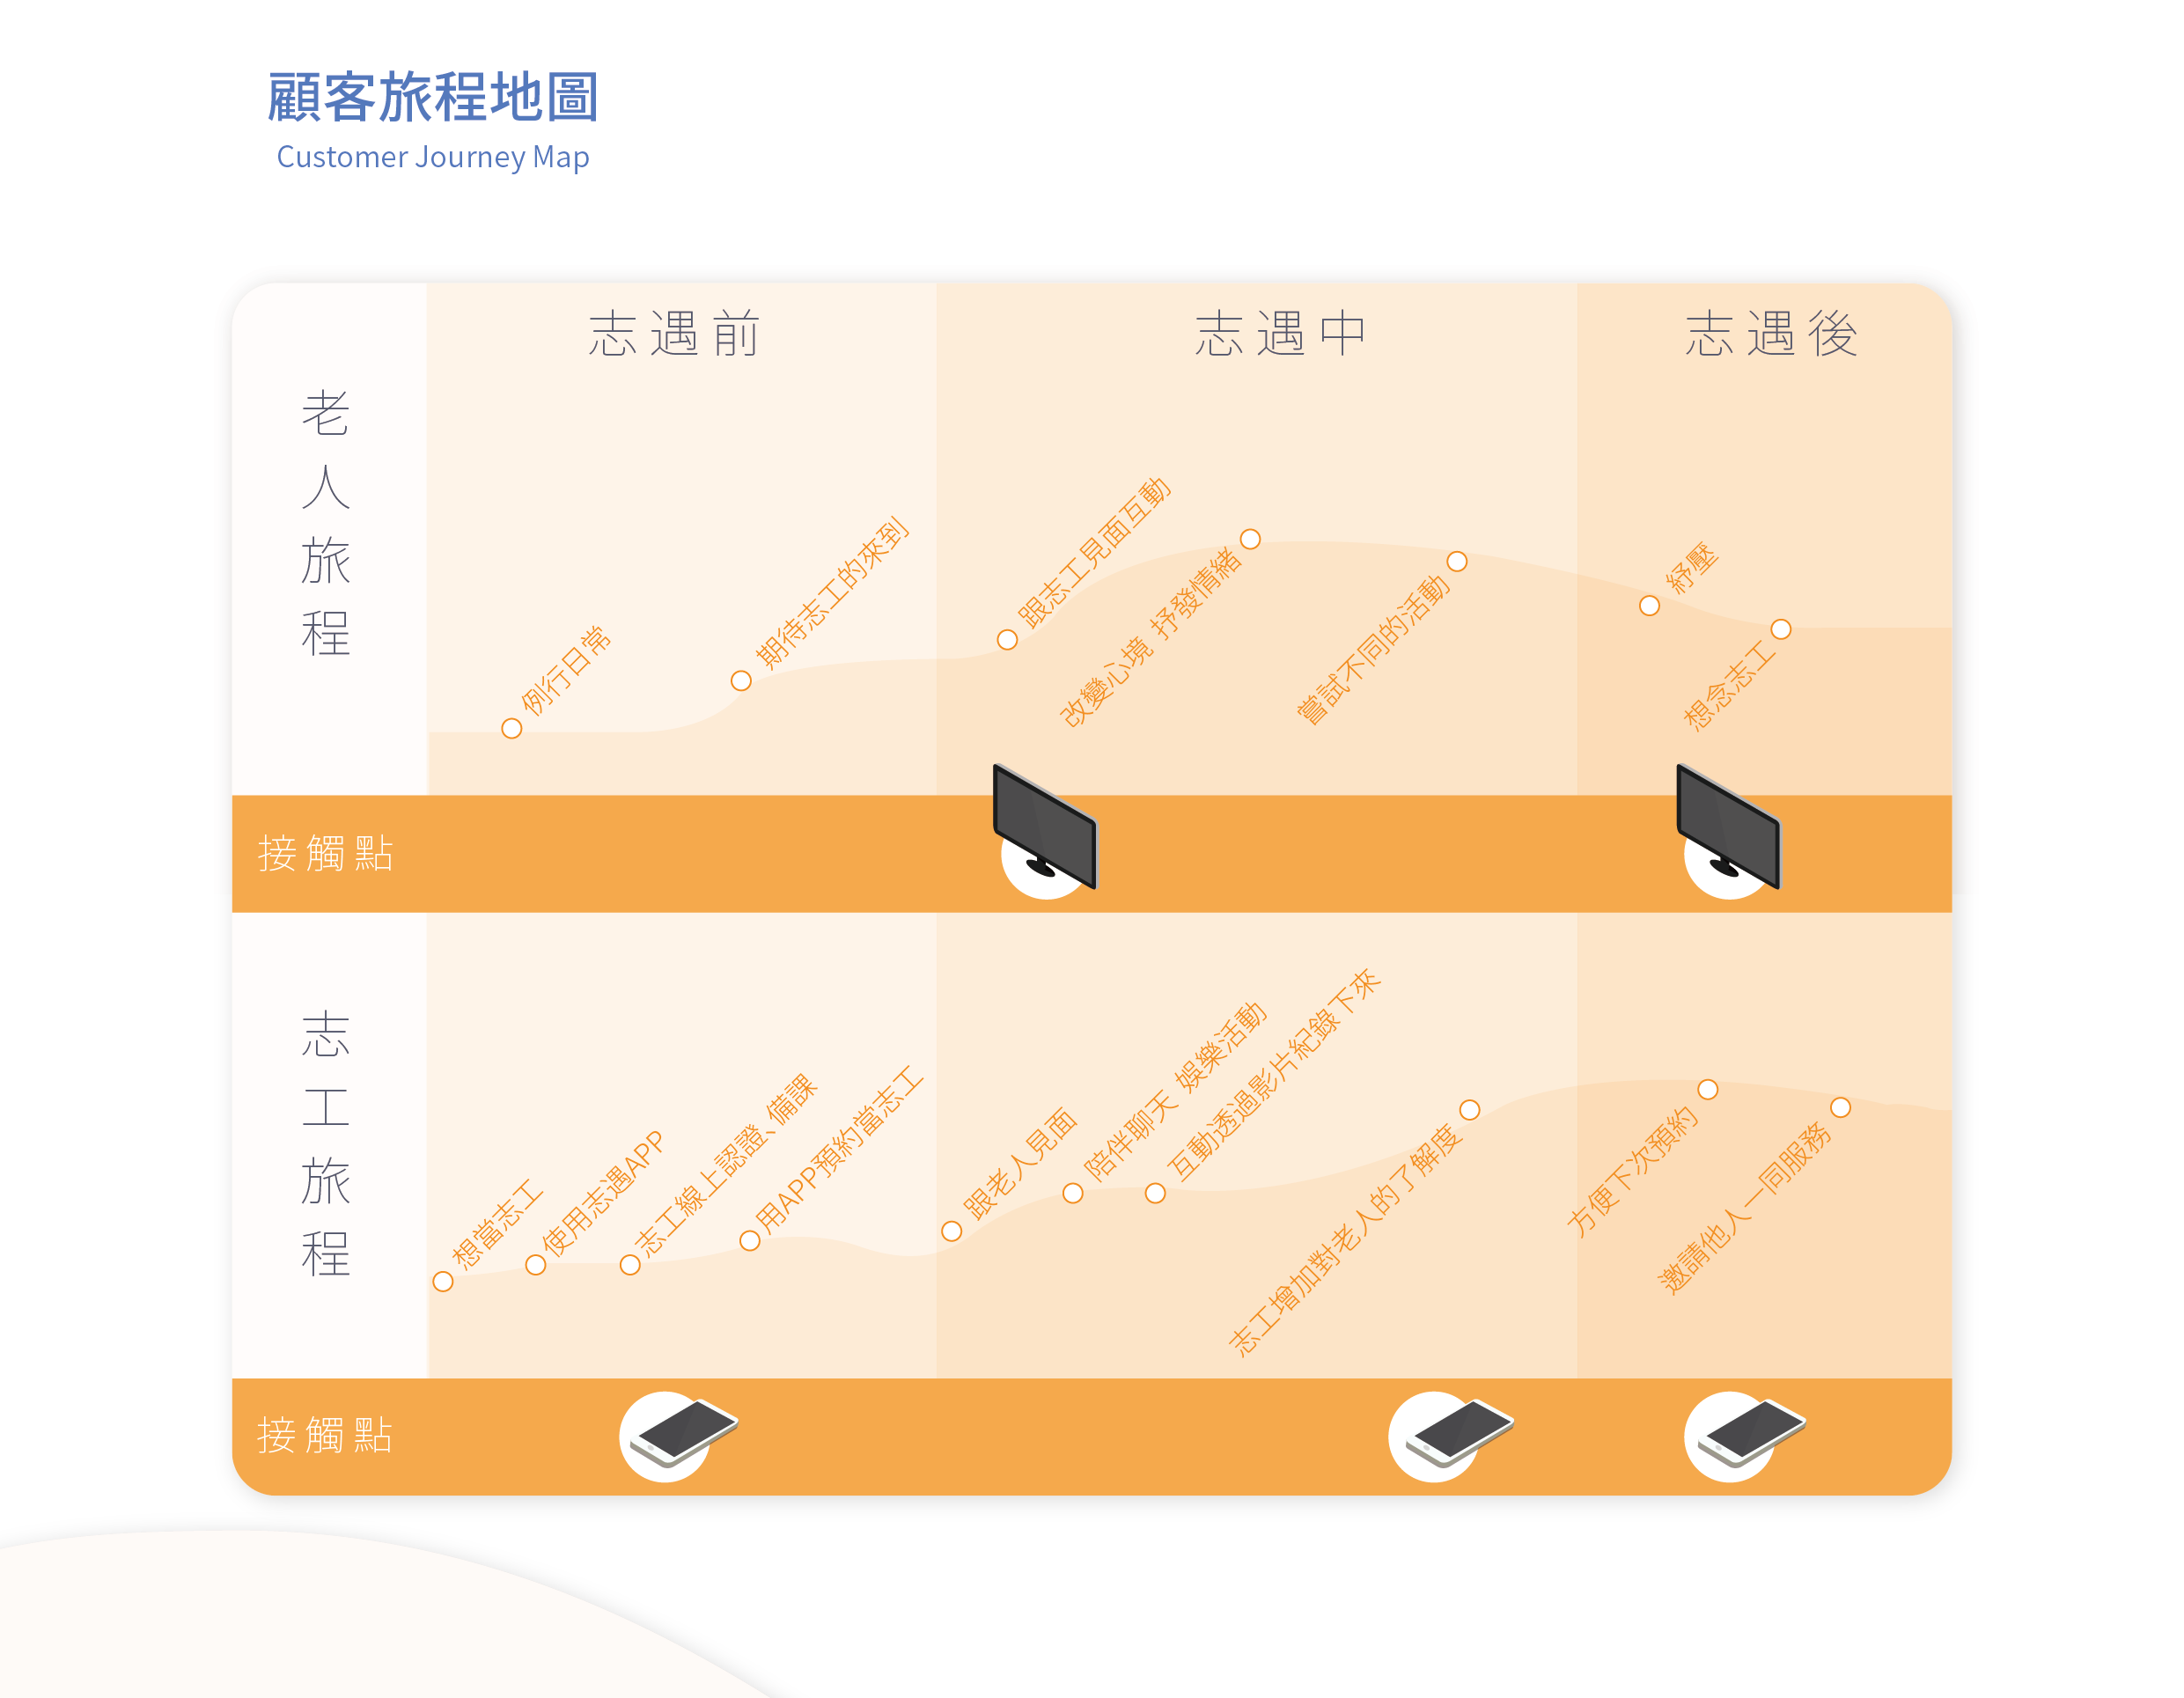 顧客旅程地圖
Customer Journey Map
志遇前
志遇中
志遇後
老人旅程
例行日常
期待志工的來到
跟志工見面互動
改變心境 抒發情緒
嘗試不同的活動
紓壓
想念志工
接觸點
志工旅程
想當志工
使用志遇APP
志工線上認證、備課
用APP預約當志工
跟老人見面
陪伴聊天 娛樂活動
互動透過影片紀錄下來
志工增加對老人的了解度
方便下次預約
邀請他人一同服務
接觸點